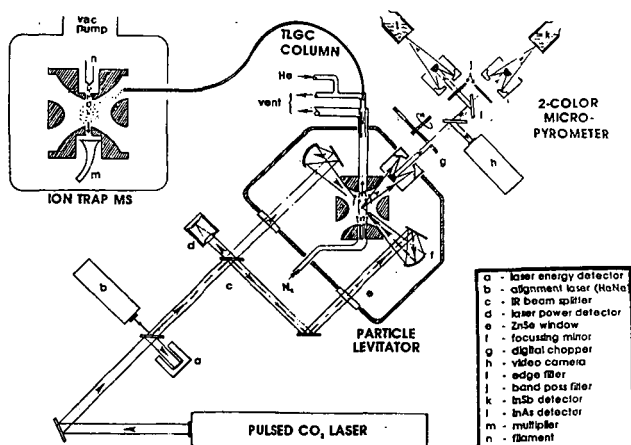 vac
pump
n
m
ION TRAP MS
TLGC
COLUMN
He
vent
k
2-COLOR
MICRO-
PYROMETER
g
h
d
c
f
e
N₂
b
a
PARTICLE
LEVITATOR
PULSED CO₂ LASER
a - laser energy detector
b - alignment laser (HeNe)
c - IR beam splitter
d - laser power detector
e - ZnSe window
f - focussing mirror
g - digital chopper
h - video camera
i - edge filter
j - band pass filter
k - InSb detector
l - InAs detector
m - multiplier
n - filament